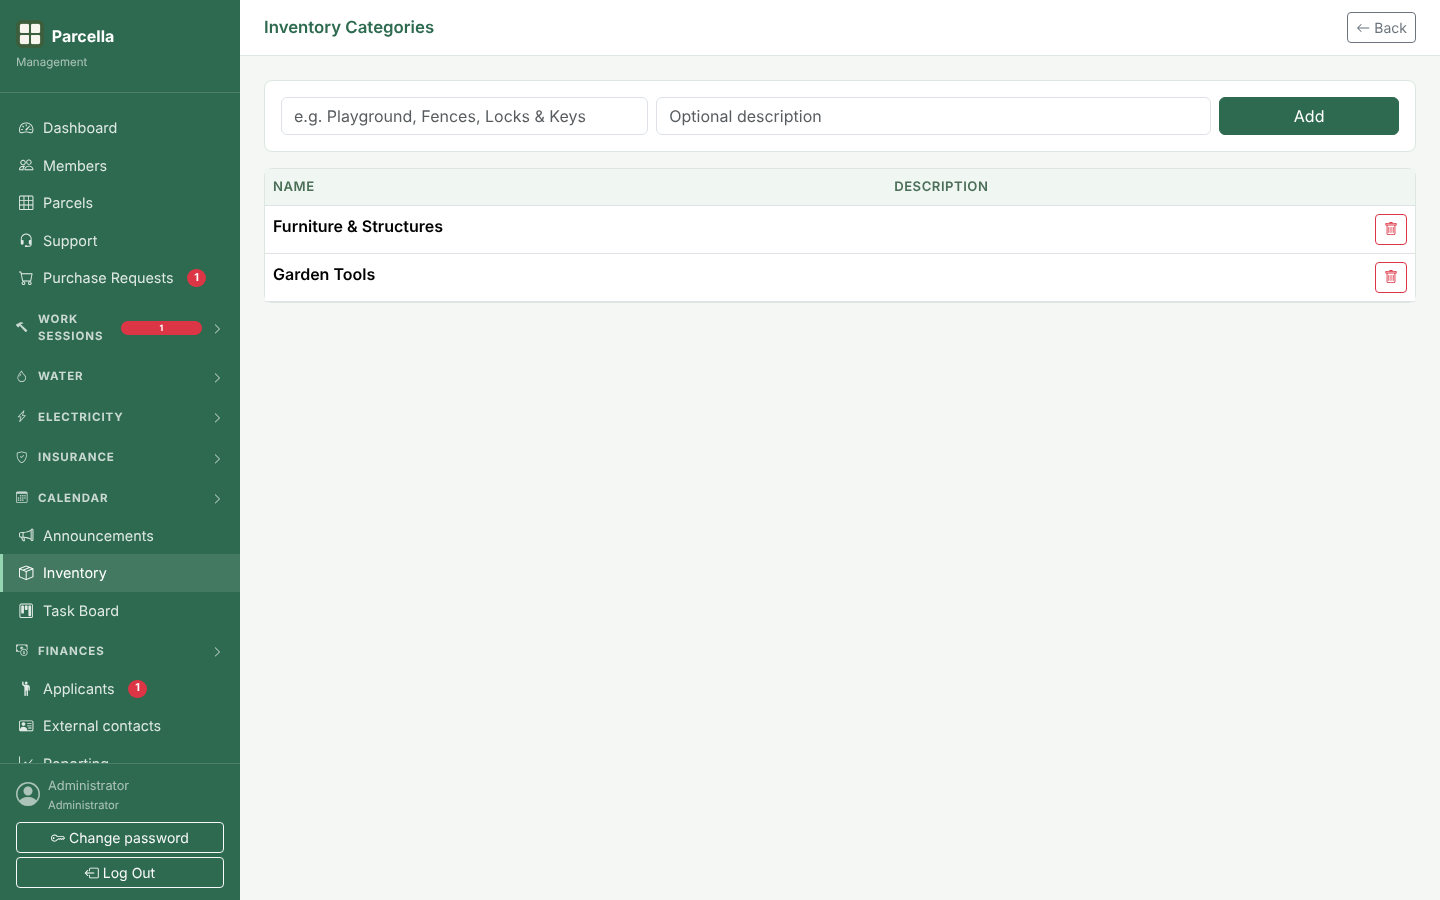 Parcella
Management
Dashboard
Members
Parcels
Support
Purchase Requests 1
WORK SESSIONS 1
WATER
ELECTRICITY
INSURANCE
CALENDAR
Announcements
Inventory
Task Board
FINANCES
Applicants 1
External contacts
Reporting
Administrator
Administrator
Change password
Log Out
Inventory Categories
Back
e.g. Playground, Fences, Locks & Keys
Optional description
Add
NAME DESCRIPTION
Furniture & Structures
Garden Tools